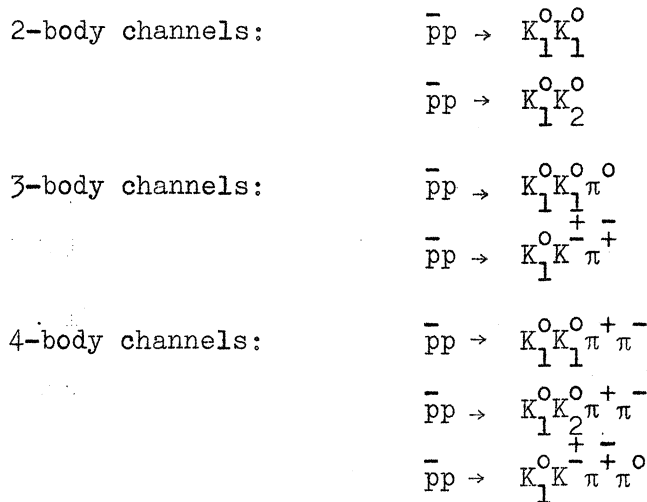 2-body channels: p̄p → K₁⁰K₁⁰
p̄p → K₁⁰K₂⁰
3-body channels: p̄p → K₁⁰K₁⁰π⁰
p̄p → K₁⁰K^±π^∓
4-body channels: p̄p → K₁⁰K₁⁰π⁺π⁻
p̄p → K₁⁰K₂⁰π⁺π⁻
p̄p → K₁⁰K^±π^∓π⁰